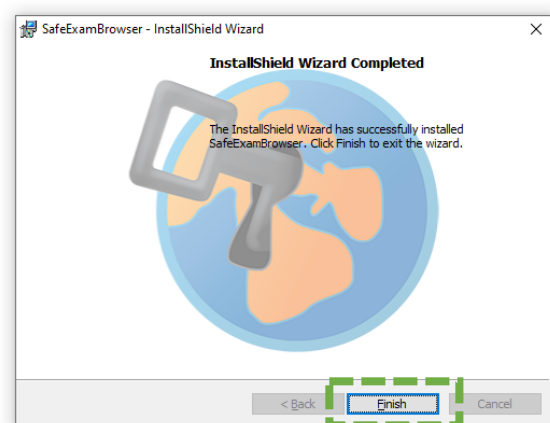 SafeExamBrowser - InstallShield Wizard
InstallShield Wizard Completed
The InstallShield Wizard has successfully installed
SafeExamBrowser. Click Finish to exit the wizard.
< Back
Finish
Cancel